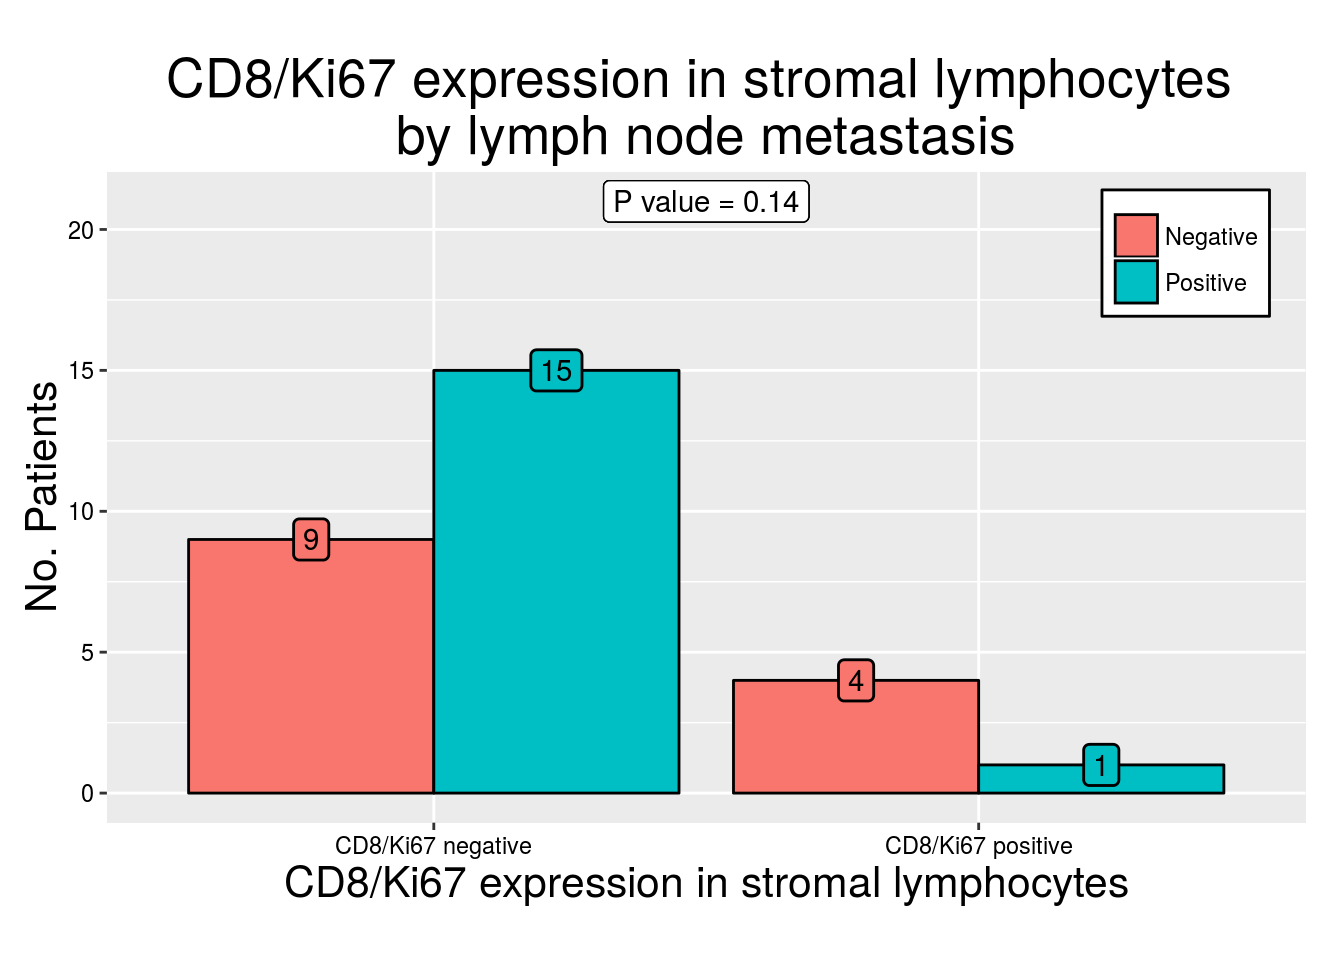 CD8/Ki67 expression in stromal lymphocytes
by lymph node metastasis
P value = 0.14
Negative
Positive
No. Patients
20
15
10
5
0
9
15
4
1
CD8/Ki67 negative
CD8/Ki67 positive
CD8/Ki67 expression in stromal lymphocytes